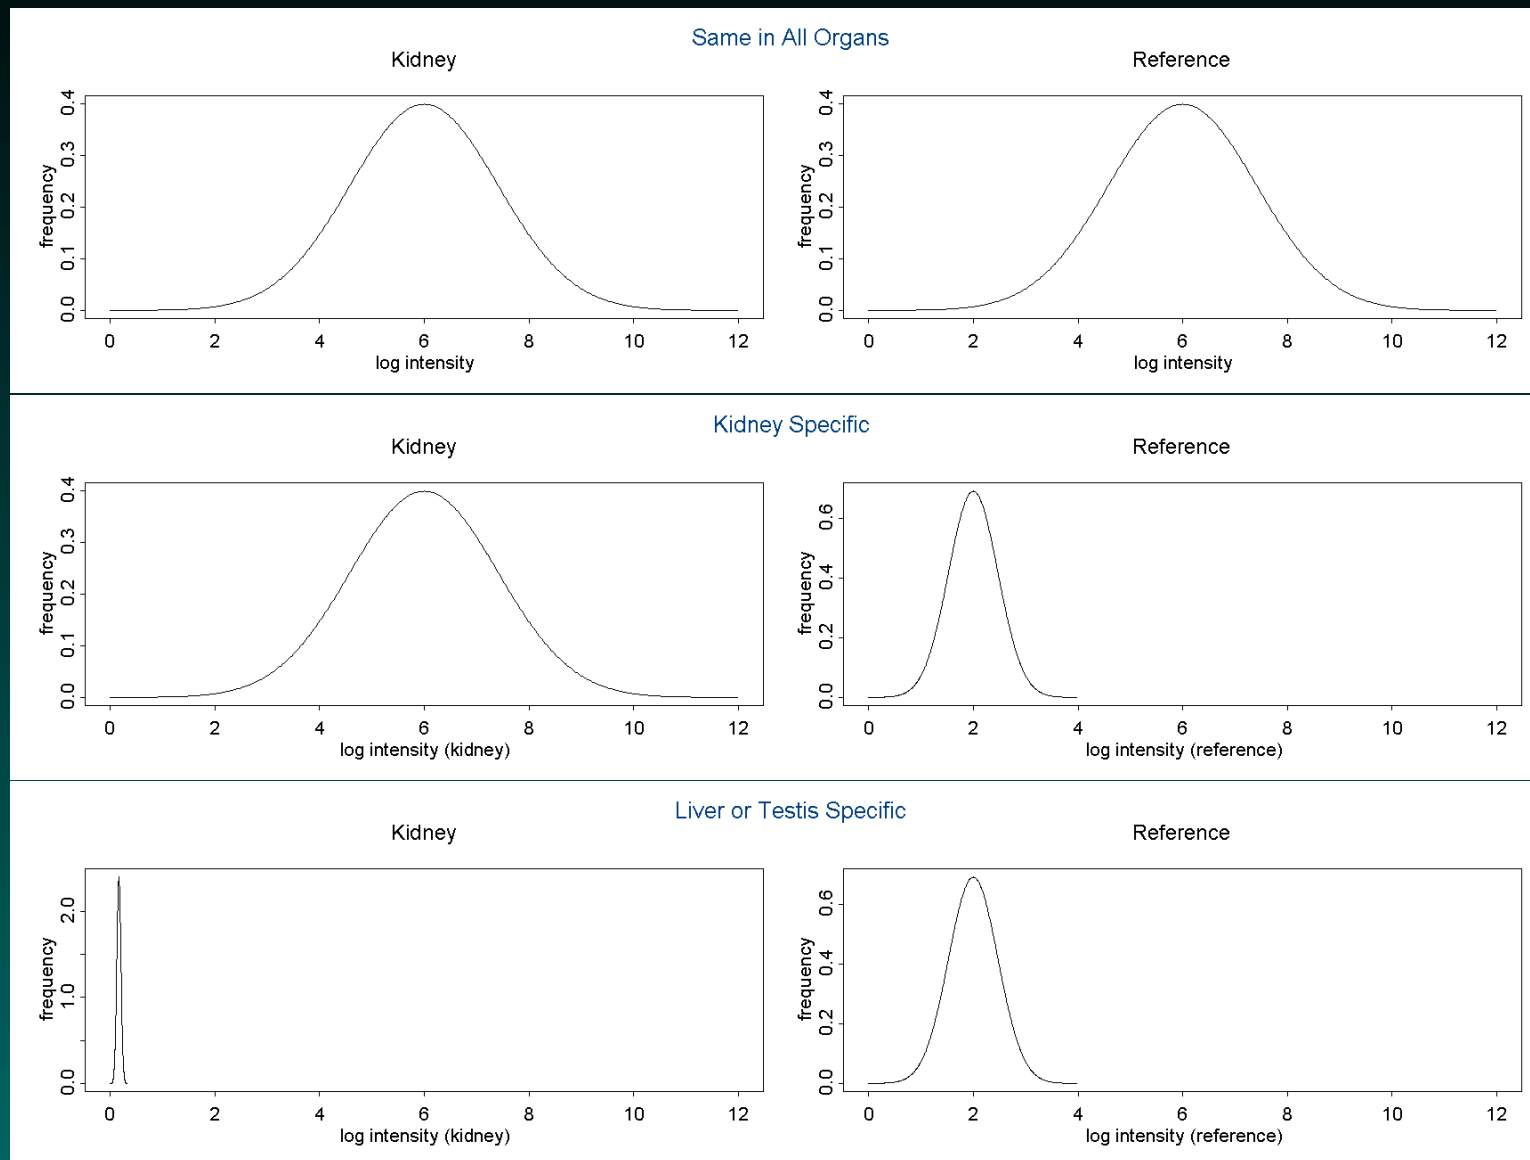 Same in All Organs
Kidney
Reference
frequency
0.0 0.1 0.2 0.3 0.4
0 2 4 6 8 10 12
log intensity
frequency
0.0 0.1 0.2 0.3 0.4
0 2 4 6 8 10 12
log intensity
Kidney Specific
Kidney
Reference
frequency
0.0 0.1 0.2 0.3 0.4
0 2 4 6 8 10 12
log intensity (kidney)
frequency
0.0 0.2 0.4 0.6
0 2 4 6 8 10 12
log intensity (reference)
Liver or Testis Specific
Kidney
Reference
frequency
0.0 1.0 2.0
0 2 4 6 8 10 12
log intensity (kidney)
frequency
0.0 0.2 0.4 0.6
0 2 4 6 8 10 12
log intensity (reference)